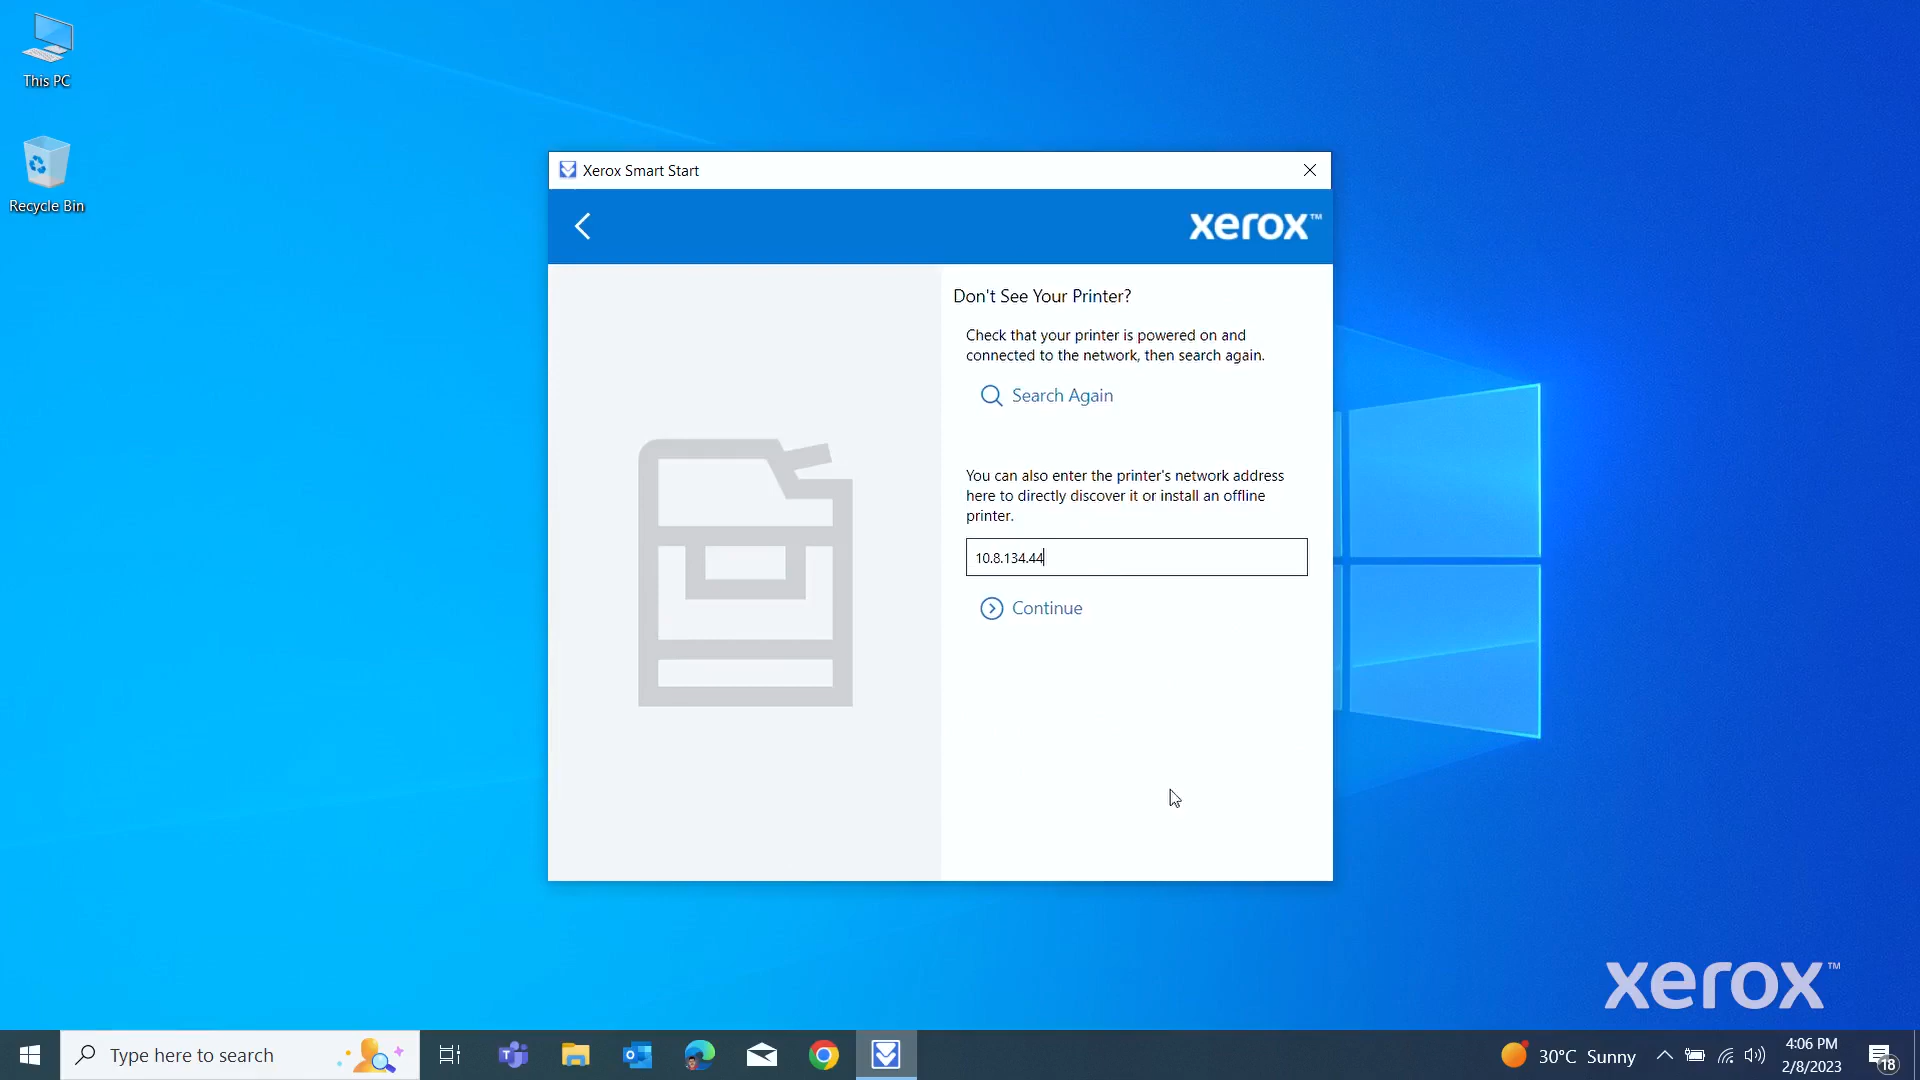 This PC
Recycle Bin
Xerox Smart Start
xerox™
Don't See Your Printer?
Check that your printer is powered on and
connected to the network, then search again.
Search Again
You can also enter the printer's network address
here to directly discover it or install an offline
printer.
10.8.134.44
Continue
xerox™
Type here to search
30°C Sunny
4:06 PM
2/8/2023
18